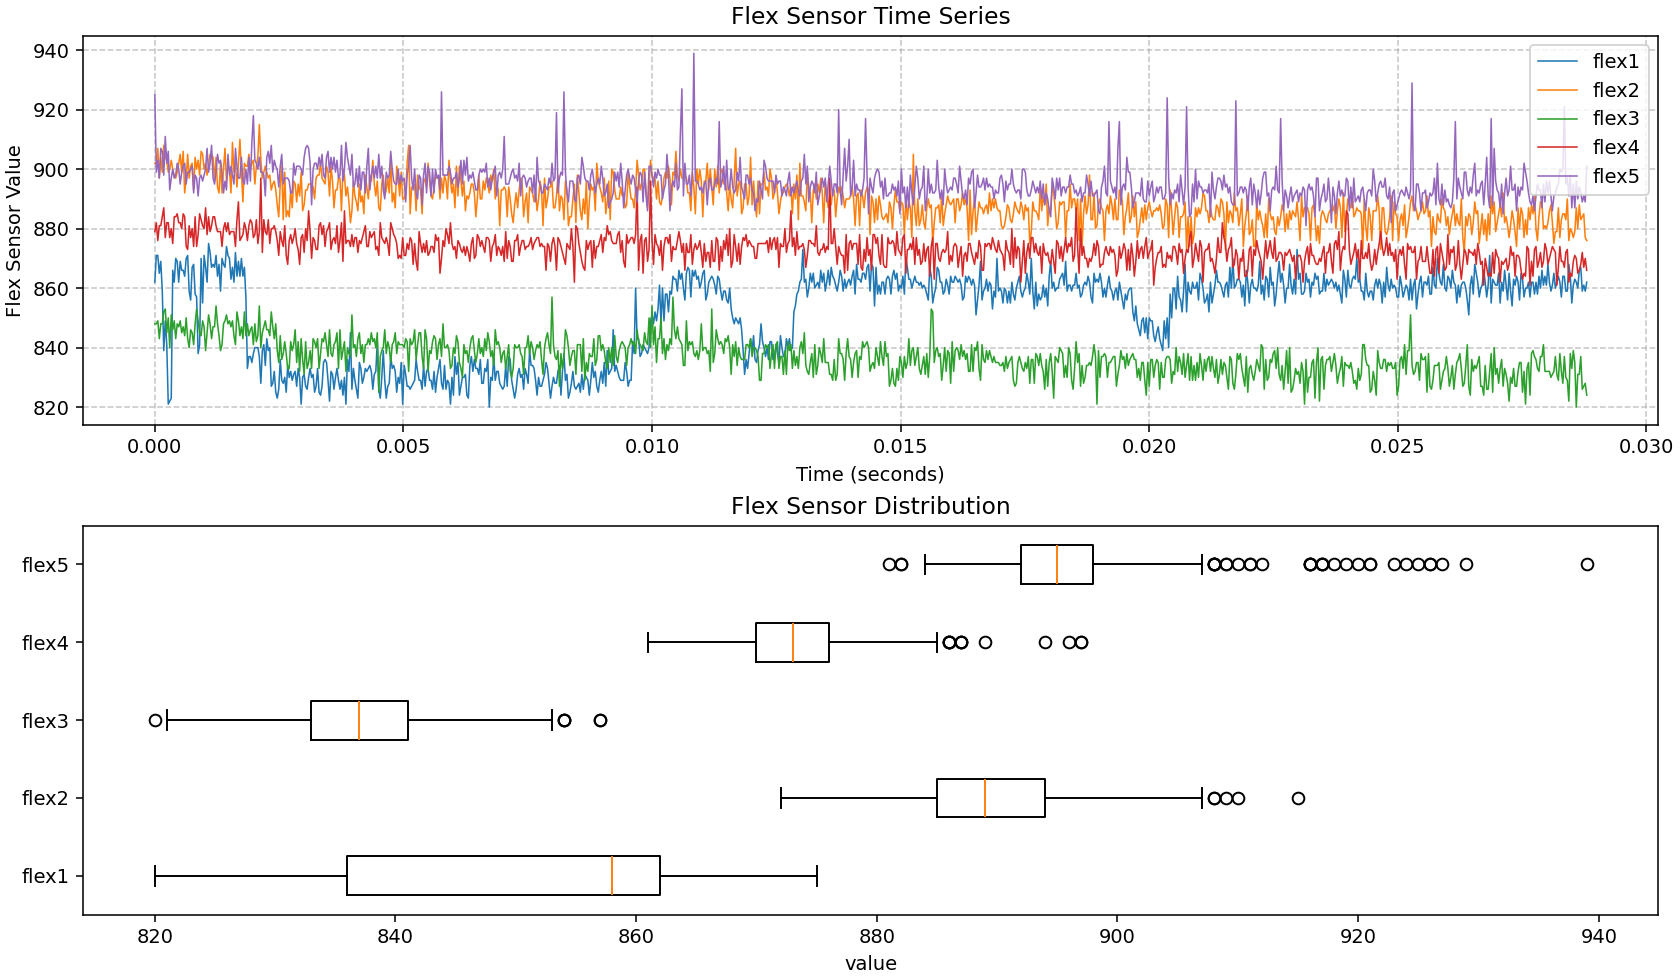 Flex Sensor Time Series
Flex Sensor Value
940
920
900
880
860
840
820
flex1
flex2
flex3
flex4
flex5
0.000 0.005 0.010 0.015 0.020 0.025 0.030
Time (seconds)
Flex Sensor Distribution
flex5
flex4
flex3
flex2
flex1
820 840 860 880 900 920 940
value